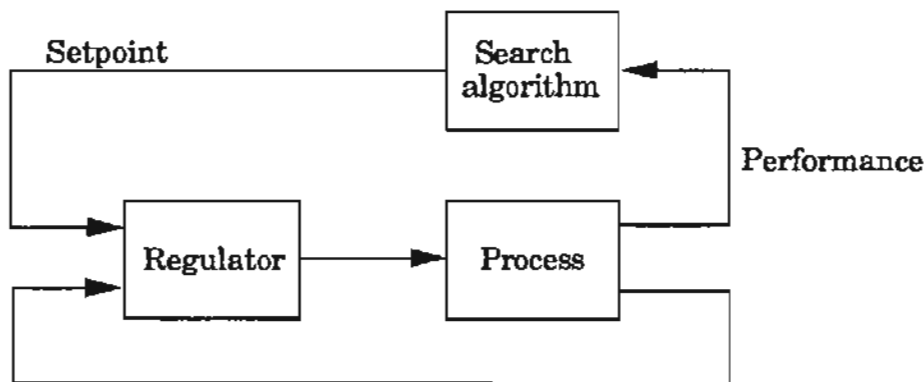 Setpoint
Search
algorithm
Performance
Regulator
Process